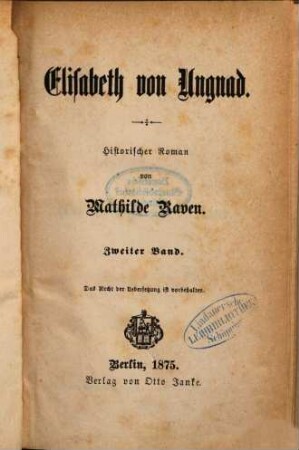 Elisabeth von Ungnad.
Historischer Roman
von
Mathilde Raven.
Zweiter Band.
Das Recht der Uebersetzung ist vorbehalten.
Berlin, 1875.
Verlag von Otto Janke.